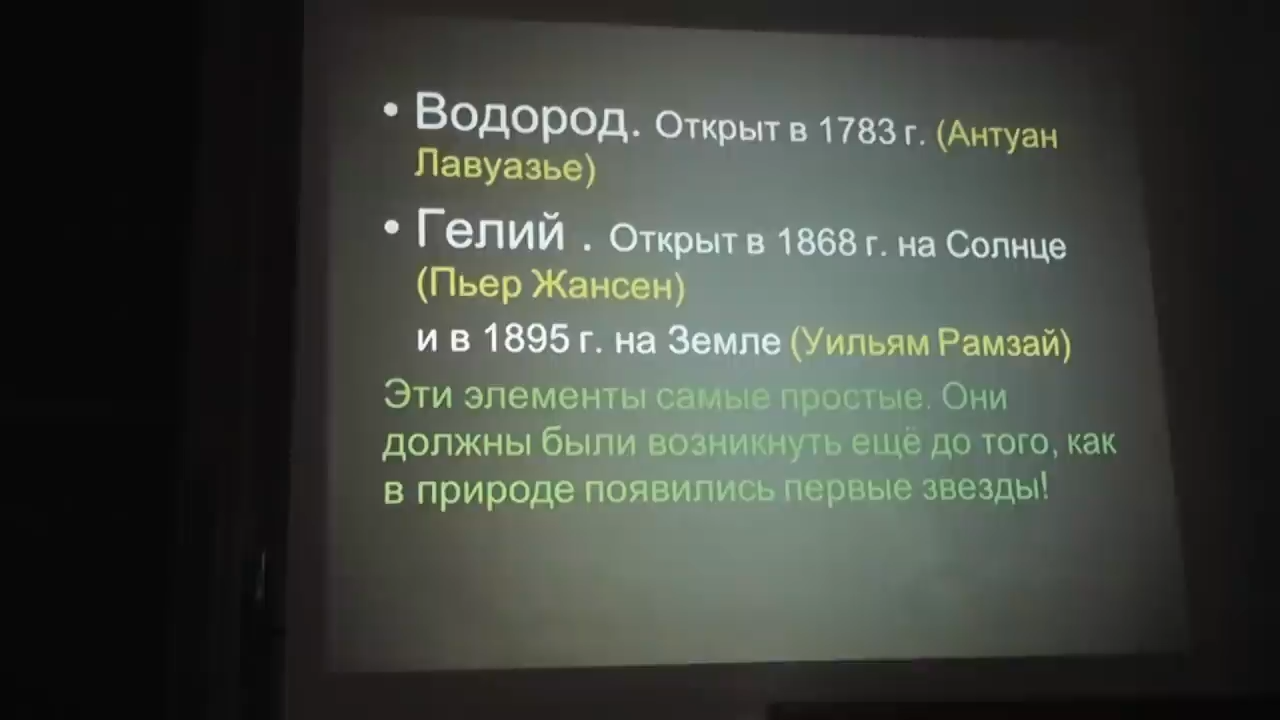 • Водород. Открыт в 1783 г. (Антуан
Лавуазье)
• Гелий . Открыт в 1868 г. на Солнце
(Пьер Жансен)
и в 1895 г. на Земле (Уильям Рамзай)
Эти элементы самые простые. Они
должны были возникнуть ещё до того, как
в природе появились первые звезды!